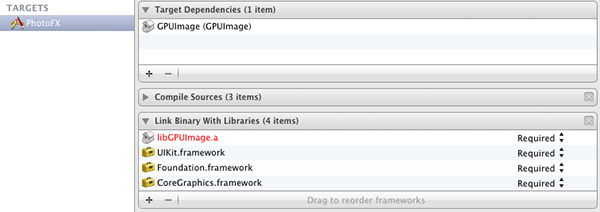 TARGETS
PhotoFX
Target Dependencies (1 item)
GPUImage (GPUImage)
Compile Sources (3 items)
Link Binary With Libraries (4 items)
libGPUImage.a Required
UIKit.framework Required
Foundation.framework Required
CoreGraphics.framework Required
Drag to reorder frameworks